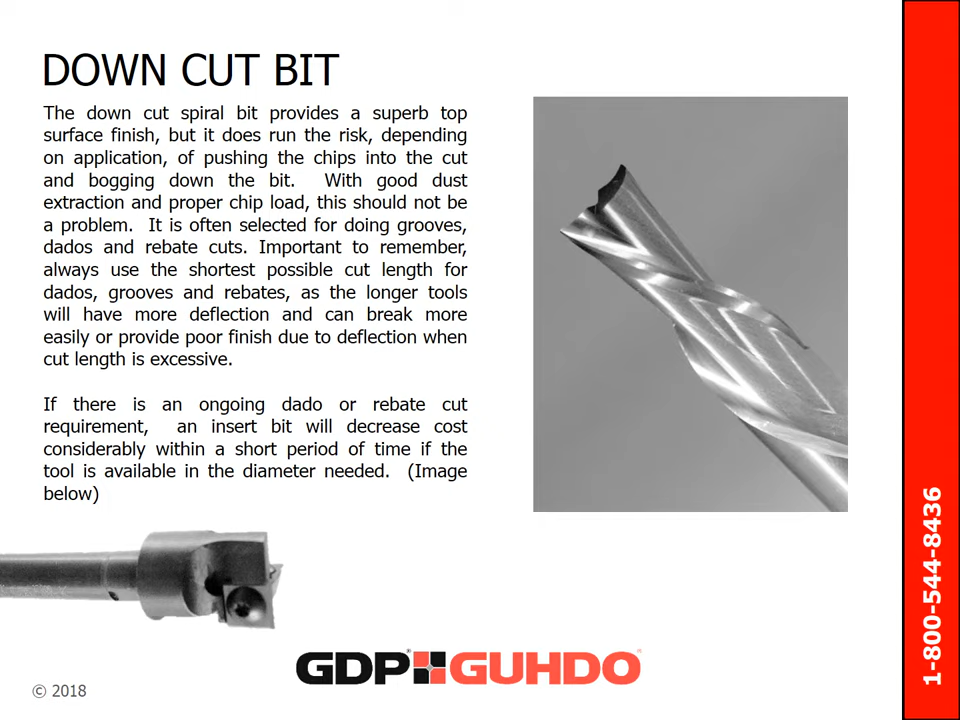 DOWN CUT BIT
The down cut spiral bit provides a superb top
surface finish, but it does run the risk, depending
on application, of pushing the chips into the cut
and bogging down the bit. With good dust
extraction and proper chip load, this should not be
a problem. It is often selected for doing grooves,
dados and rebate cuts. Important to remember,
always use the shortest possible cut length for
dados, grooves and rebates, as the longer tools
will have more deflection and can break more
easily or provide poor finish due to deflection when
cut length is excessive.
If there is an ongoing dado or rebate cut
requirement, an insert bit will decrease cost
considerably within a short period of time if the
tool is available in the diameter needed. (Image
below)
1-800-544-8436
GDP® GUHDO
© 2018